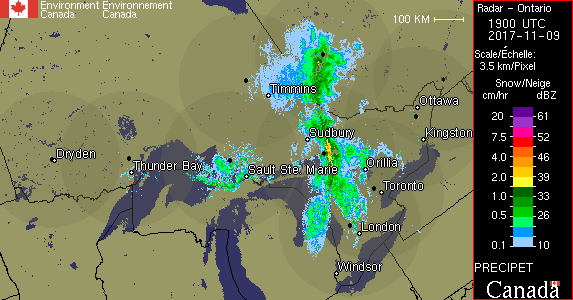 Environment Environnement
Canada Canada
100 KM
Timmins
Ottawa
Sudbury
Kingston
Dryden
Thunder Bay
Sault Ste. Marie
Orillia
Toronto
London
Windsor
Radar - Ontario
1900 UTC
2017-11-09
Scale/Échelle:
3.5 km/Pixel
Snow/Neige
cm/hr dBZ
20 61
7.5 52
4.0 46
2.0 39
1.0 33
0.5 26
0.1 10
PRECIPET
Canada